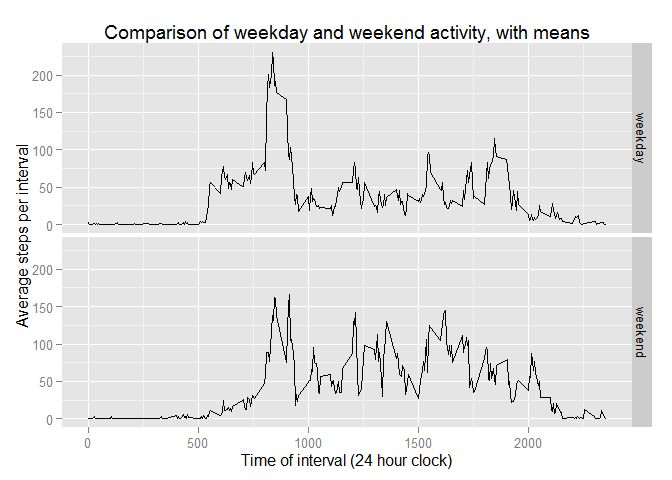 Comparison of weekday and weekend activity, with means
Average steps per interval
200
150
100
50
0
weekday
200
150
100
50
0
weekend
0 500 1000 1500 2000
Time of interval (24 hour clock)